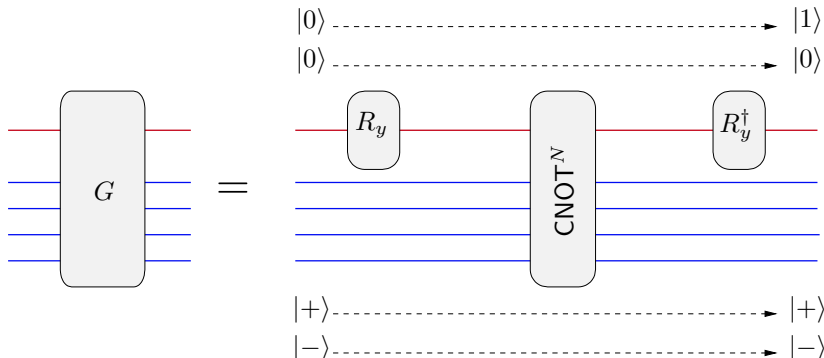 |0⟩ |1⟩
|0⟩ |0⟩
R_y R_y^†
G = CNOT^N
|+⟩ |+⟩
|−⟩ |−⟩